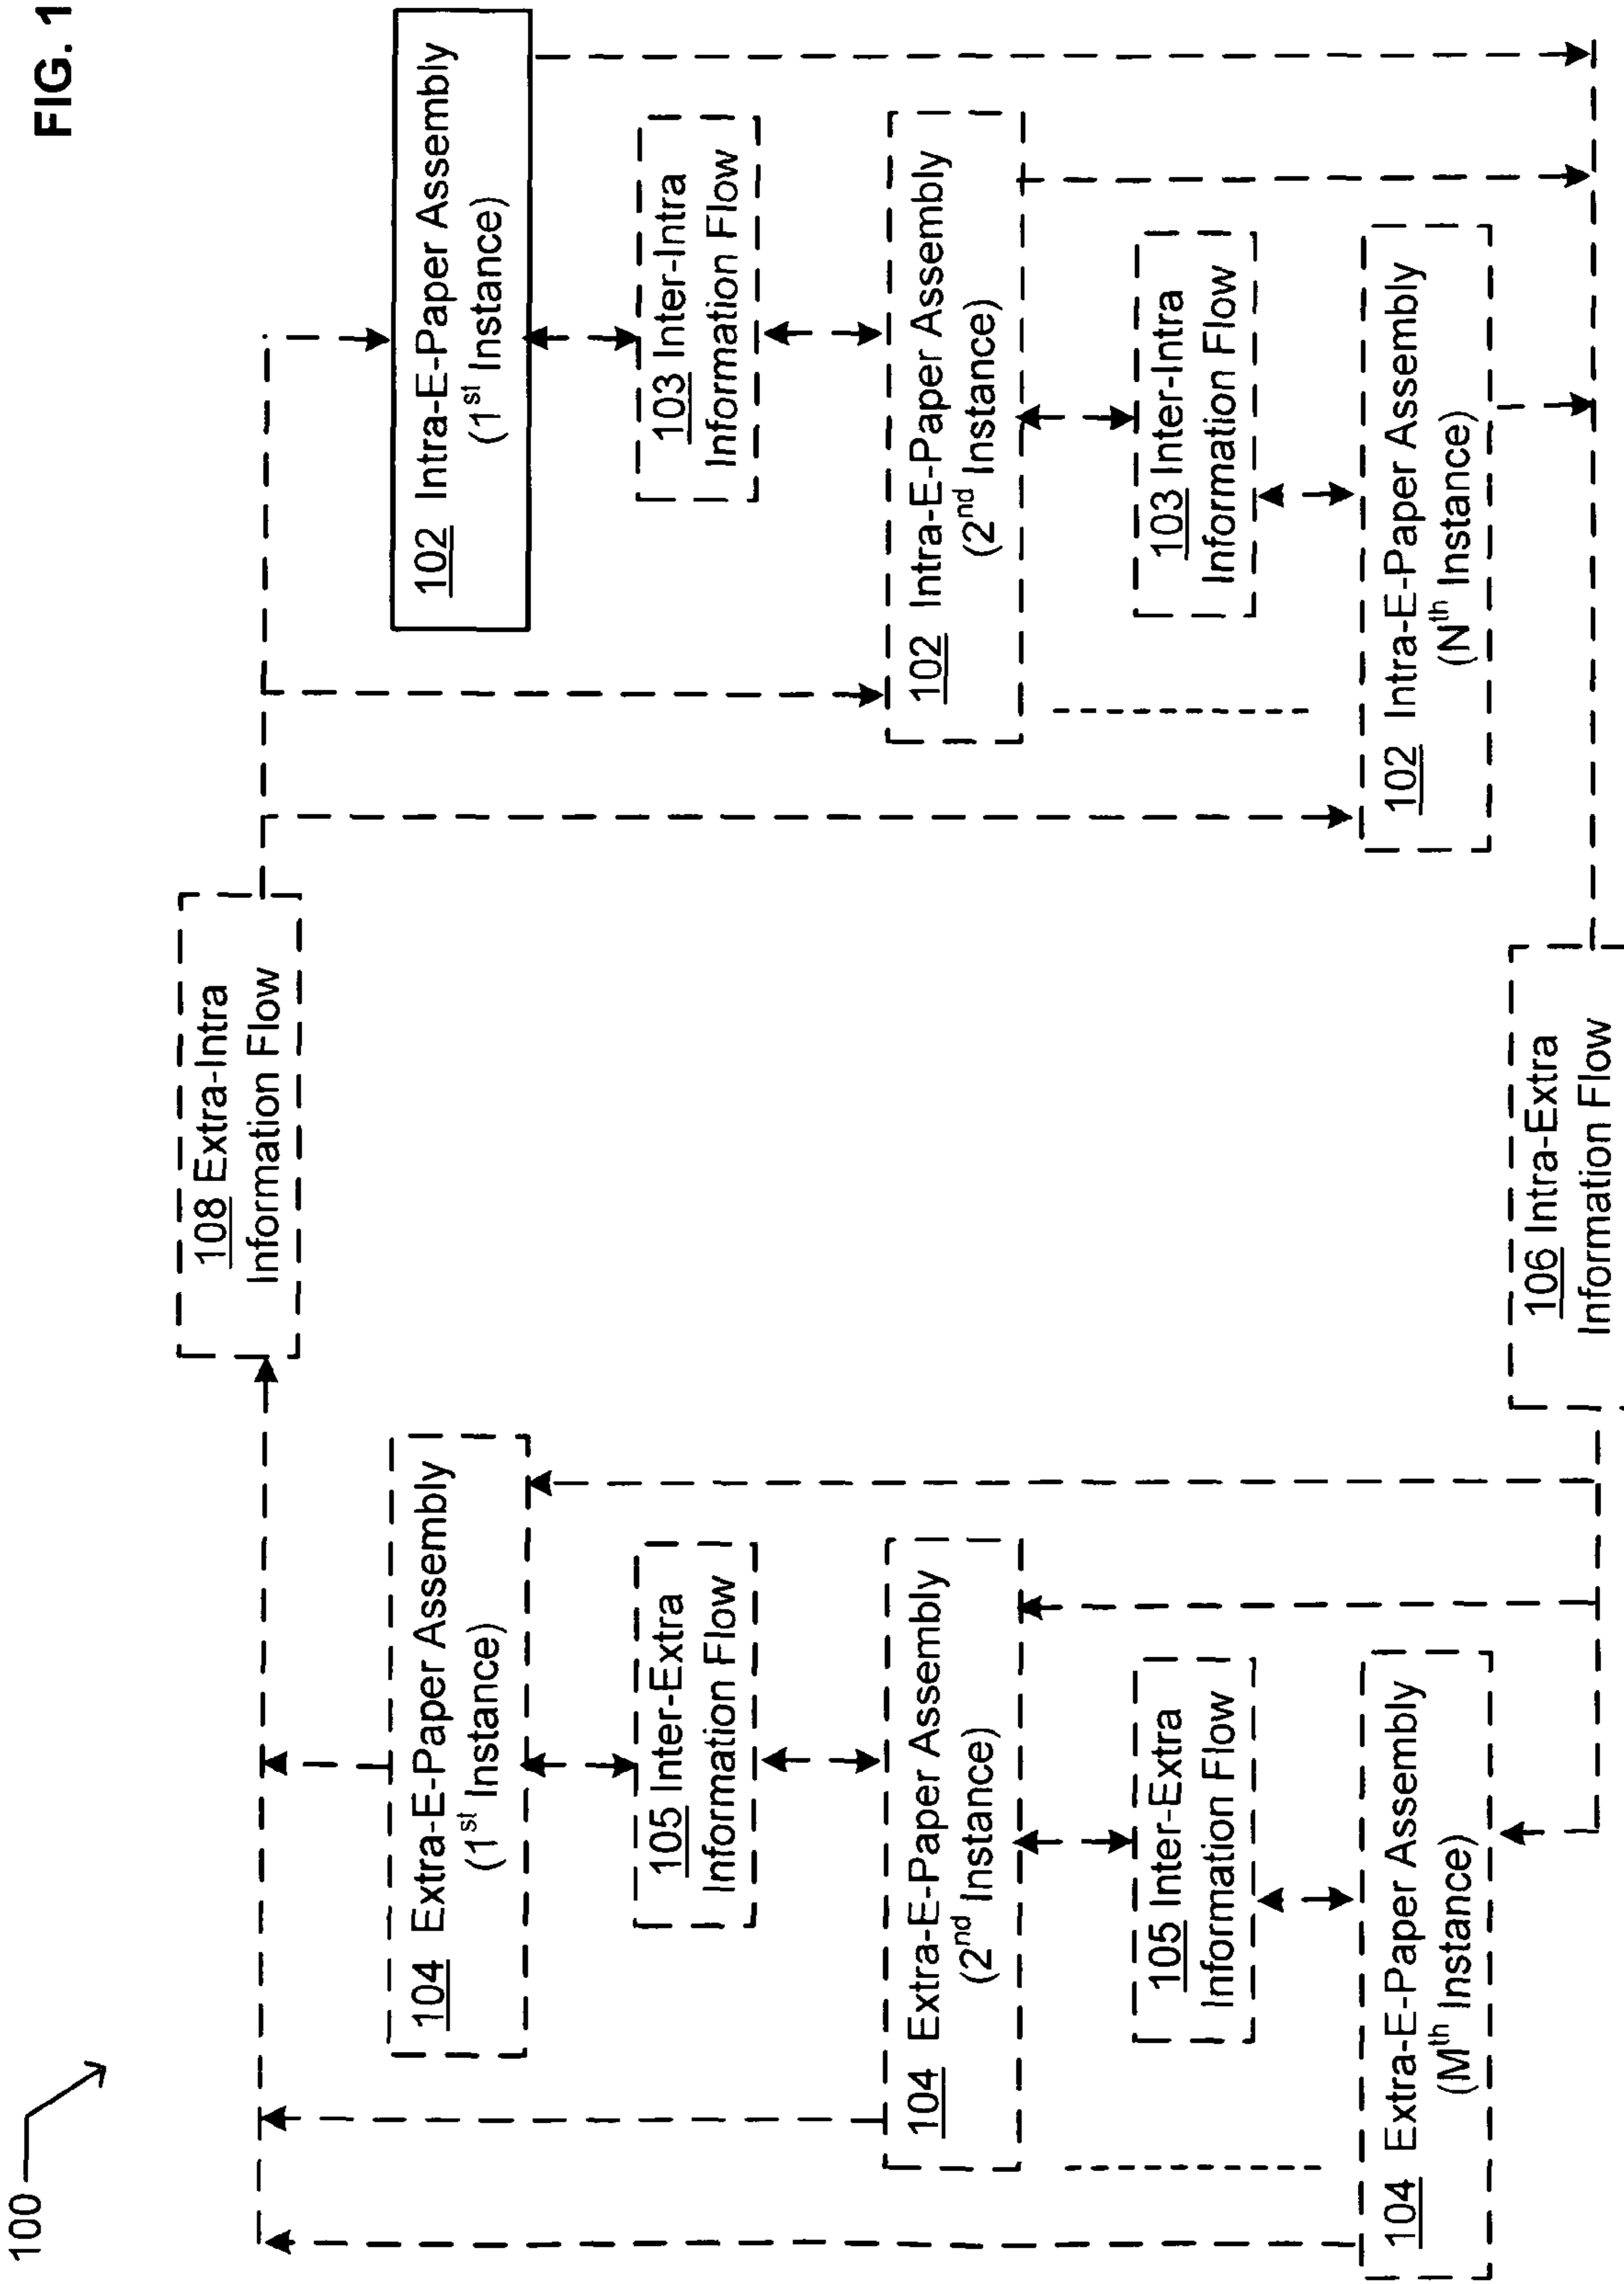 FIG. 1
100
108 Extra-Intra
Information Flow
104 Extra-E-Paper Assembly
(1st Instance)
102 Intra-E-Paper Assembly
(1st Instance)
105 Inter-Extra
Information Flow
103 Inter-Intra
Information Flow
104 Extra-E-Paper Assembly
(2nd Instance)
102 Intra-E-Paper Assembly
(2nd Instance)
105 Inter-Extra
Information Flow
103 Inter-Intra
Information Flow
104 Extra-E-Paper Assembly
(Mth Instance)
102 Intra-E-Paper Assembly
(Nth Instance)
106 Intra-Extra
Information Flow